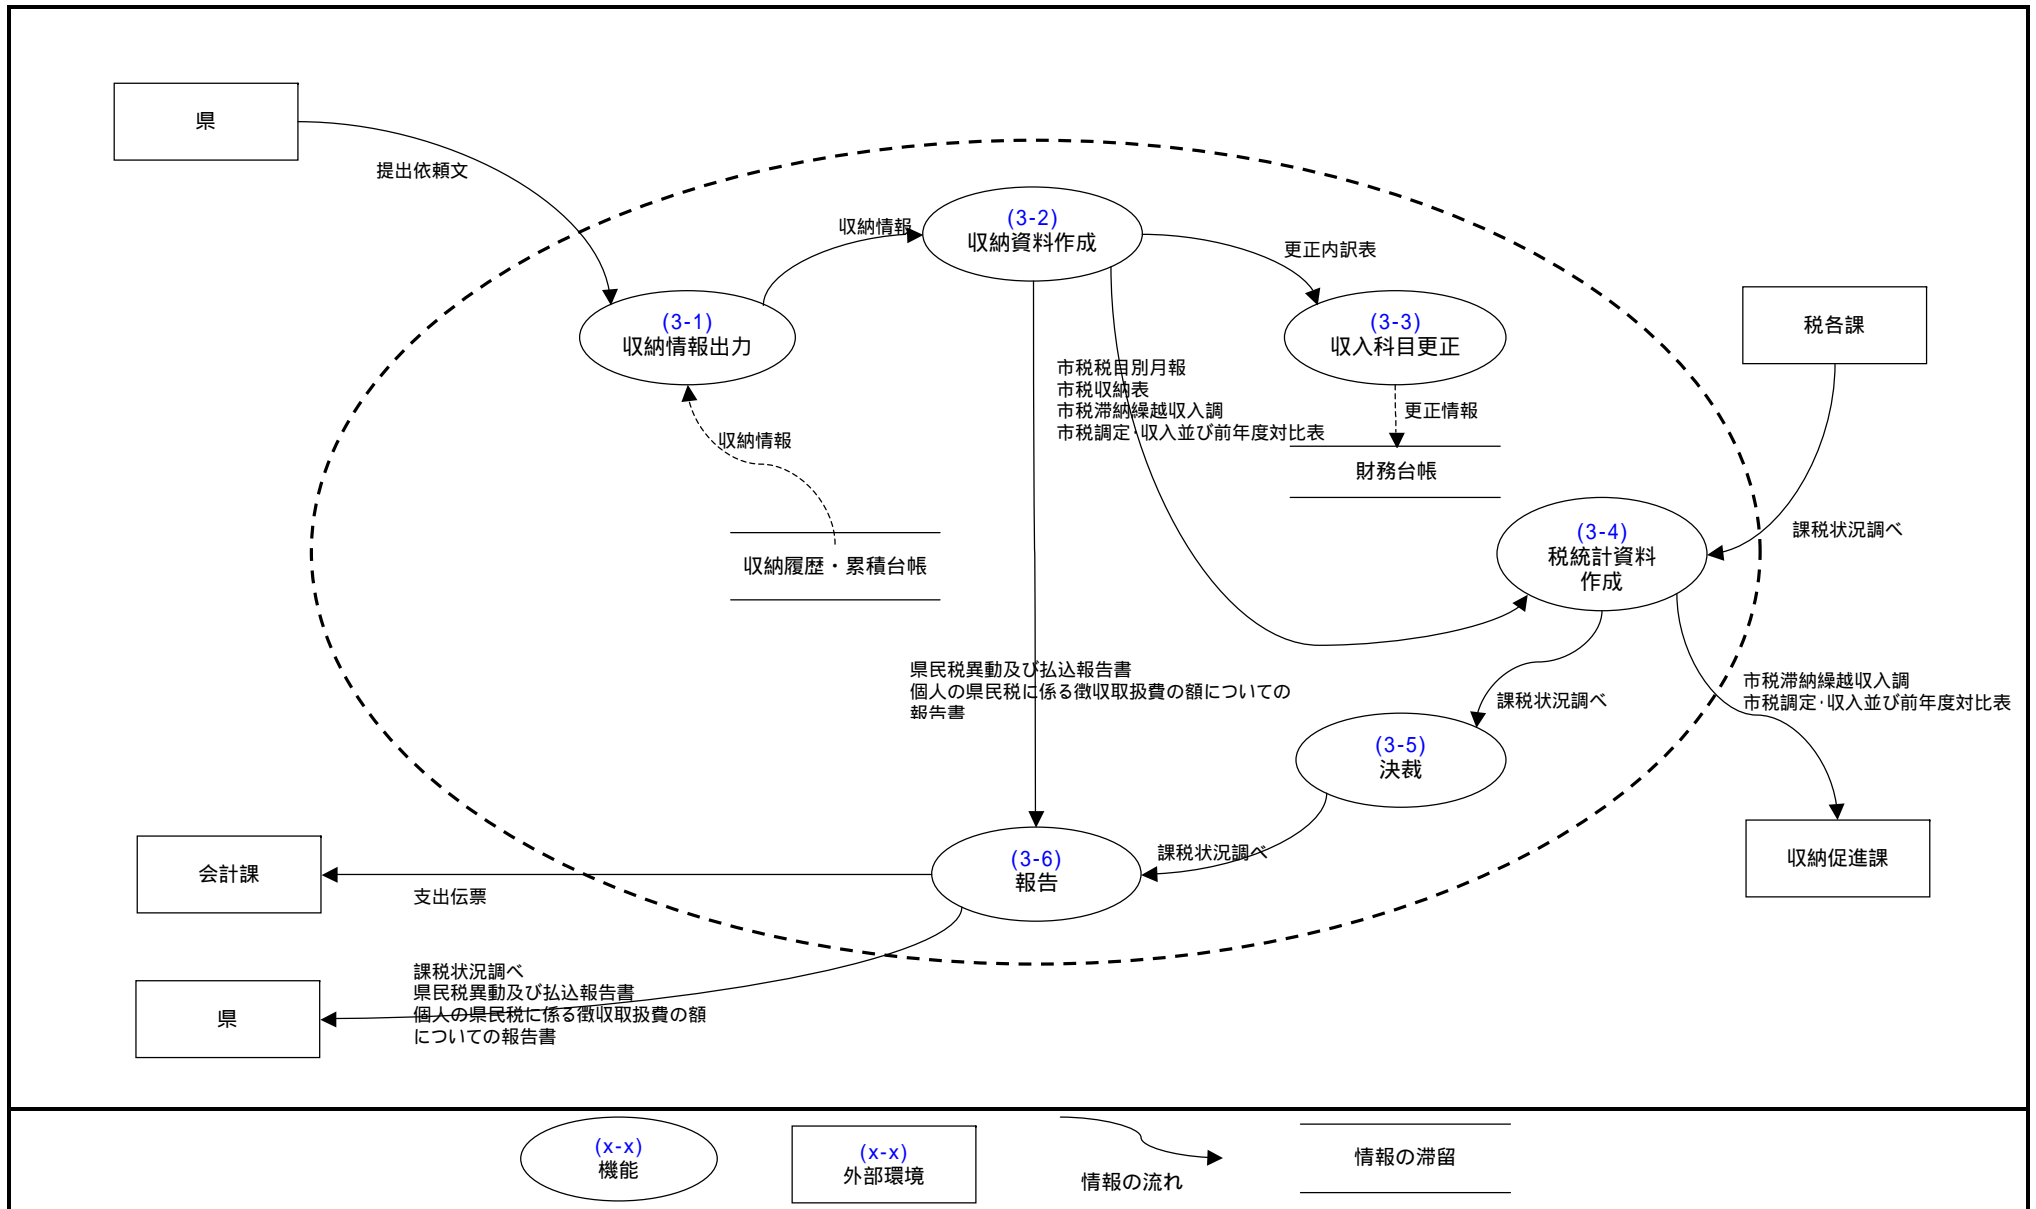 県
提出依頼文
収納情報
(3-2)
収納資料作成
更正内訳表
(3-1)
収納情報出力
(3-3)
収入科目更正
税各課
市税税目別月報
市税収納表
市税滞納繰越収入調
市税調定･収入並び前年度対比表
更正情報
収納情報
財務台帳
収納履歴・累積台帳
(3-4)
税統計資料
作成
課税状況調べ
県民税異動及び払込報告書
個人の県民税に係る徴収取扱費の額についての
報告書
課税状況調べ
市税滞納繰越収入調
市税調定･収入並び前年度対比表
(3-5)
決裁
会計課
支出伝票
(3-6)
報告
課税状況調べ
収納促進課
県
課税状況調べ
県民税異動及び払込報告書
個人の県民税に係る徴収取扱費の額
についての報告書
(x-x)
機能
(x-x)
外部環境
情報の流れ
情報の滞留